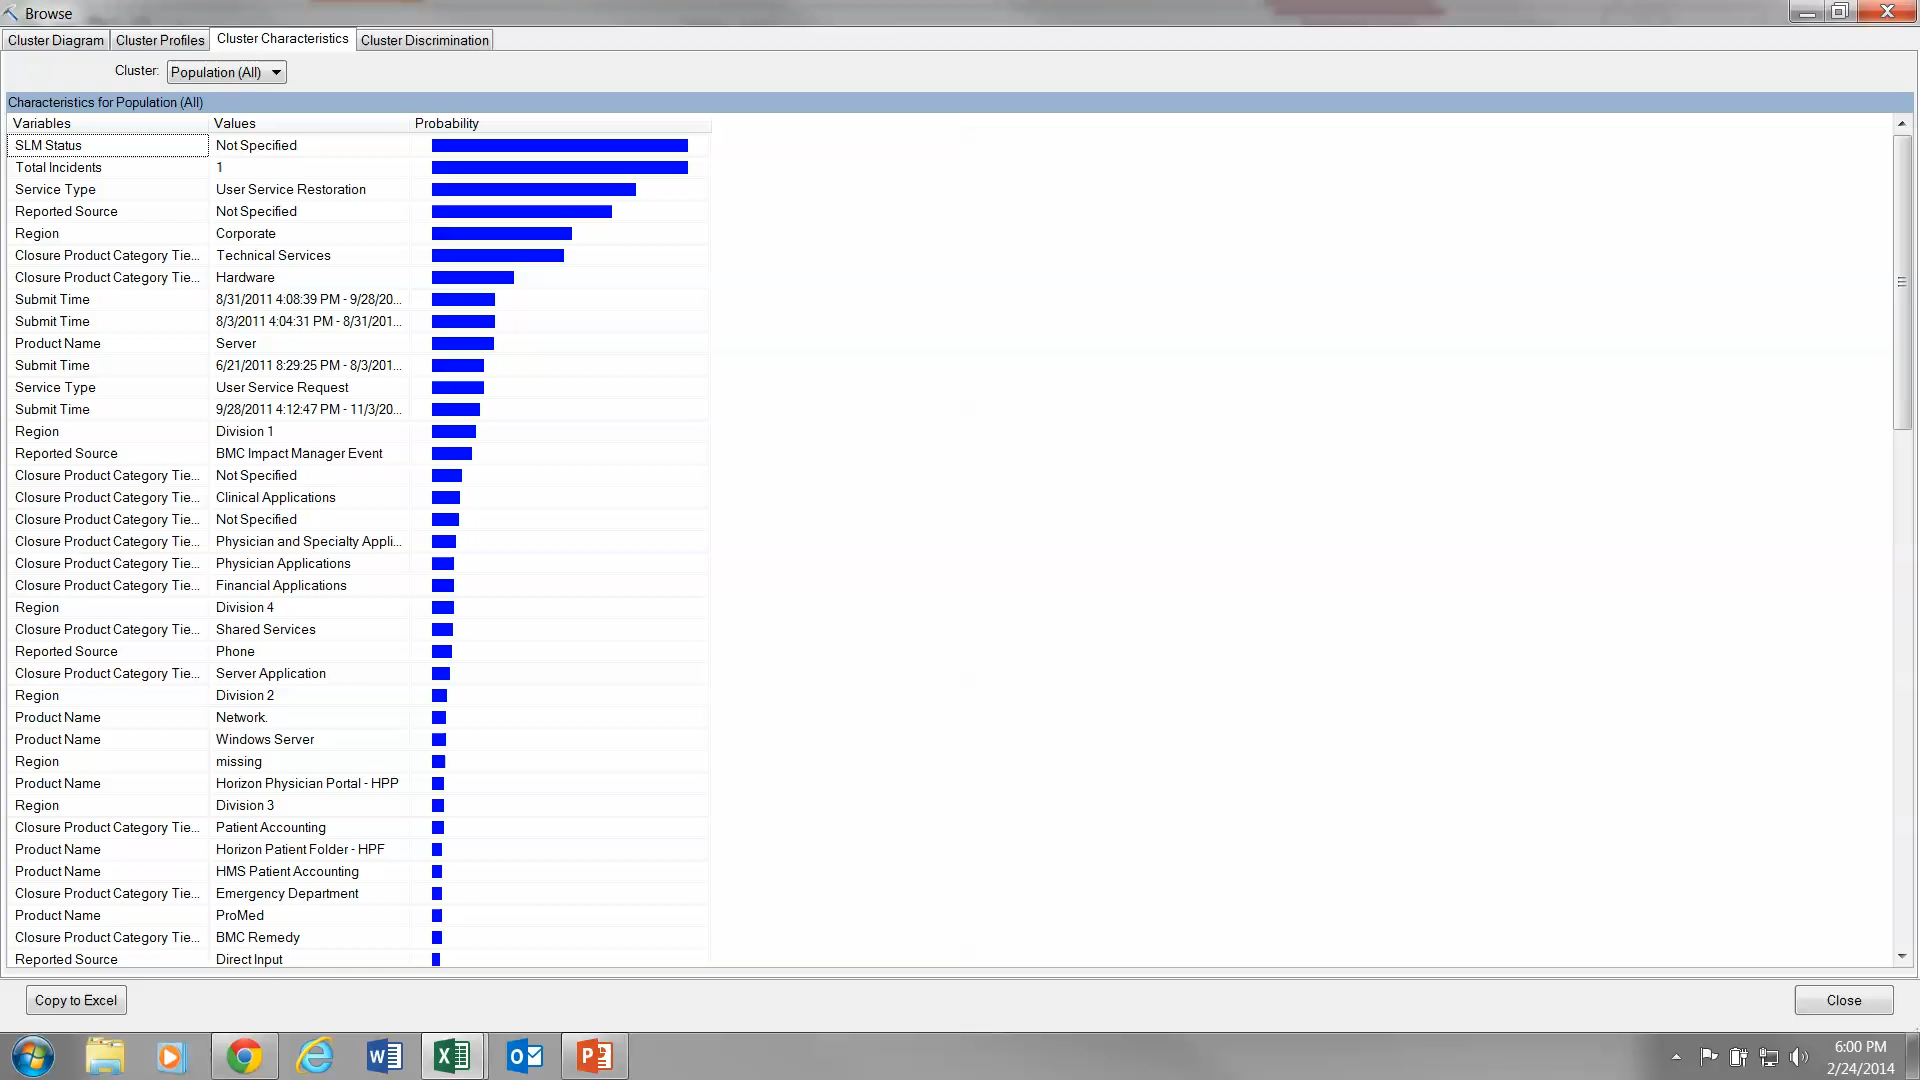 Browse
Cluster Diagram Cluster Profiles Cluster Characteristics Cluster Discrimination
Cluster: Population (All)
Characteristics for Population (All)
Variables Values Probability
SLM Status Not Specified
Total Incidents 1
Service Type User Service Restoration
Reported Source Not Specified
Region Corporate
Closure Product Category Tie... Technical Services
Closure Product Category Tie... Hardware
Submit Time 8/31/2011 4:08:39 PM - 9/28/20...
Submit Time 8/3/2011 4:04:31 PM - 8/31/201...
Product Name Server
Submit Time 6/21/2011 8:29:25 PM - 8/3/201...
Service Type User Service Request
Submit Time 9/28/2011 4:12:47 PM - 11/3/20...
Region Division 1
Reported Source BMC Impact Manager Event
Closure Product Category Tie... Not Specified
Closure Product Category Tie... Clinical Applications
Closure Product Category Tie... Not Specified
Closure Product Category Tie... Physician and Specialty Appli...
Closure Product Category Tie... Physician Applications
Closure Product Category Tie... Financial Applications
Region Division 4
Closure Product Category Tie... Shared Services
Reported Source Phone
Closure Product Category Tie... Server Application
Region Division 2
Product Name Network.
Product Name Windows Server
Region missing
Product Name Horizon Physician Portal - HPP
Region Division 3
Closure Product Category Tie... Patient Accounting
Product Name Horizon Patient Folder - HPF
Product Name HMS Patient Accounting
Closure Product Category Tie... Emergency Department
Product Name ProMed
Closure Product Category Tie... BMC Remedy
Reported Source Direct Input
Copy to Excel Close
6:00 PM
2/24/2014